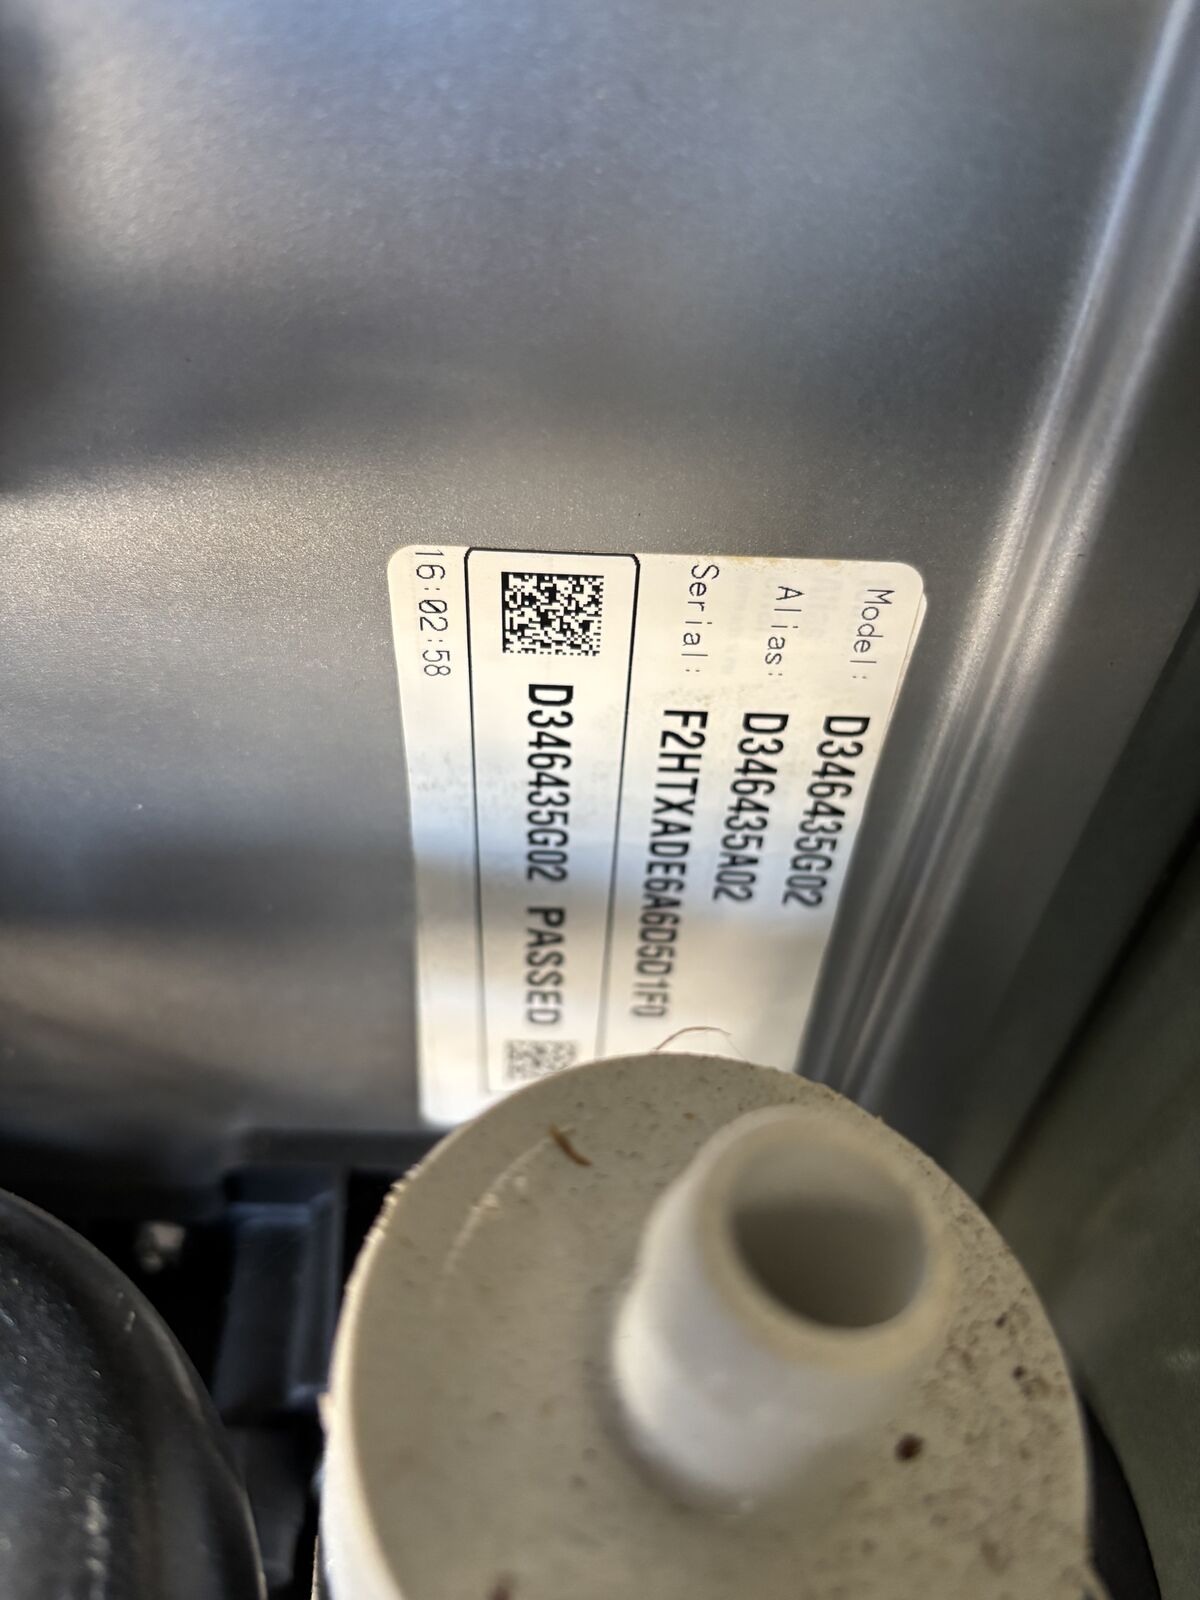 Model: D346435G02
Alias: D346435A02
Serial: F2HTXADE6A6D5D1F0
D346435G02 PASSED
16:02:58